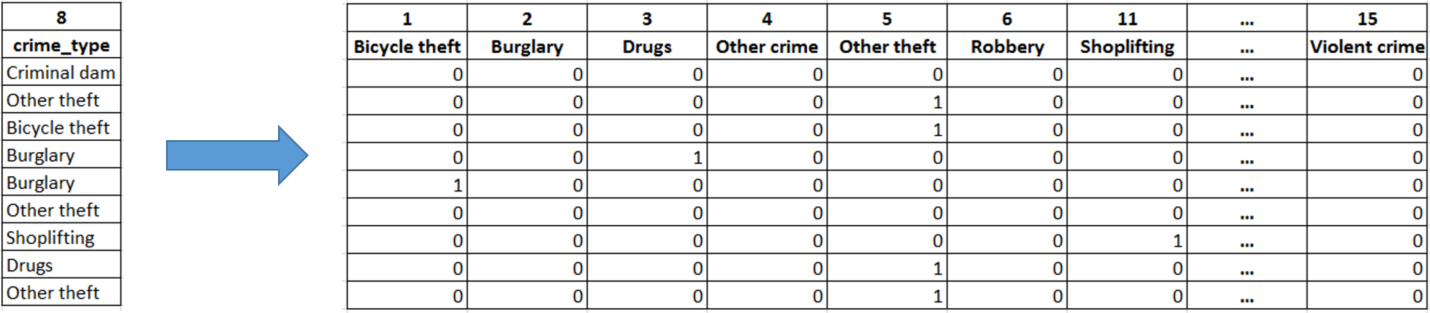 8
crime_type
Criminal dam
Other theft
Bicycle theft
Burglary
Burglary
Other theft
Shoplifting
Drugs
Other theft
1 2 3 4 5 6 11 ... 15
Bicycle theft Burglary Drugs Other crime Other theft Robbery Shoplifting ... Violent crime
0 0 0 0 0 0 0 ... 0
0 0 0 0 1 0 0 ... 0
0 0 0 0 1 0 0 ... 0
0 0 1 0 0 0 0 ... 0
1 0 0 0 0 0 0 ... 0
0 0 0 0 0 0 0 ... 0
0 0 0 0 0 0 1 ... 0
0 0 0 0 1 0 0 ... 0
0 0 0 0 1 0 0 ... 0